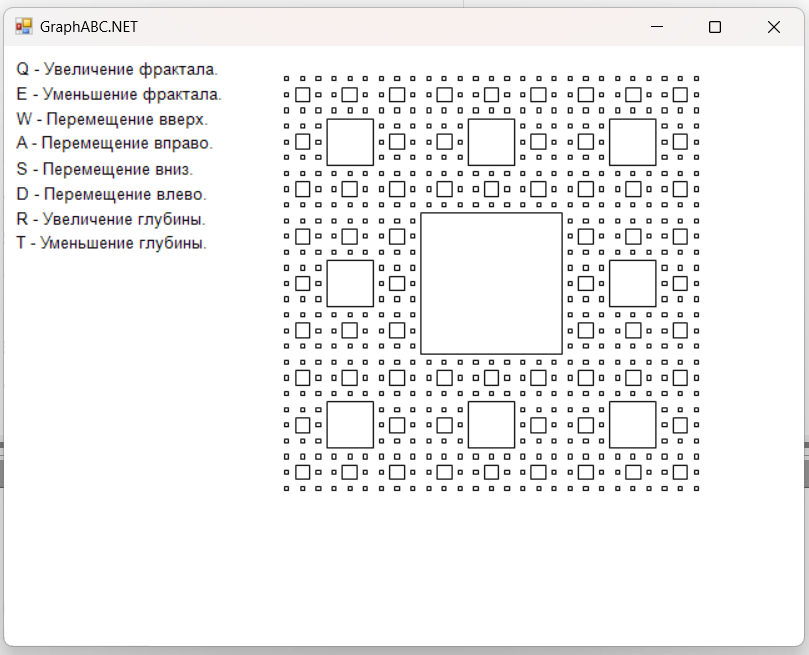 GraphABC.NET
Q - Увеличение фрактала.
E - Уменьшение фрактала.
W - Перемещение вверх.
A - Перемещение вправо.
S - Перемещение вниз.
D - Перемещение влево.
R - Увеличение глубины.
T - Уменьшение глубины.